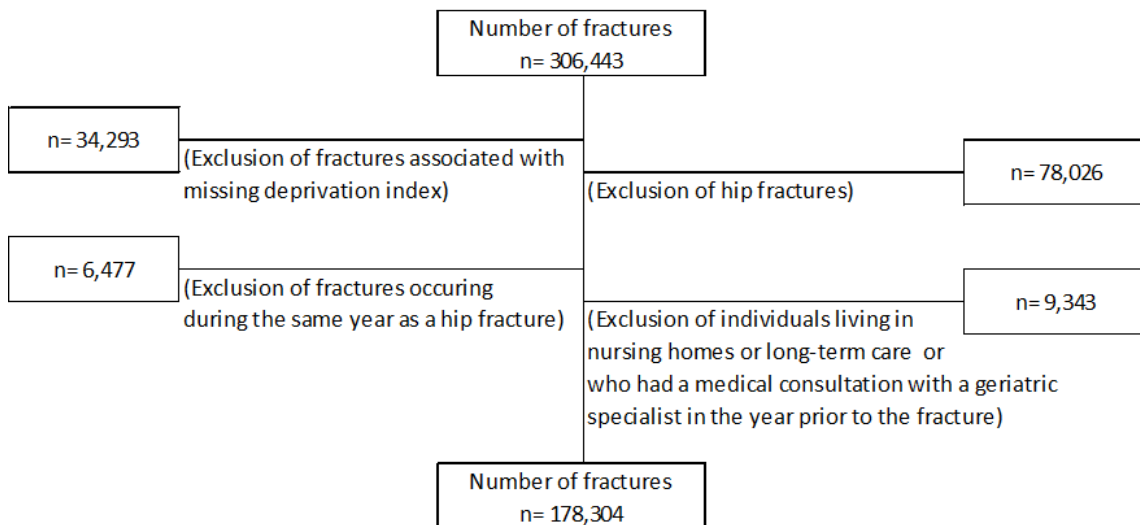 Number of fractures
n= 306,443
n= 34,293
(Exclusion of fractures associated with
missing deprivation index)
(Exclusion of hip fractures)
n= 78,026
n= 6,477
(Exclusion of fractures occuring
during the same year as a hip fracture)
n= 9,343
(Exclusion of individuals living in
nursing homes or long-term care or
who had a medical consultation with a geriatric
specialist in the year prior to the fracture)
Number of fractures
n= 178,304